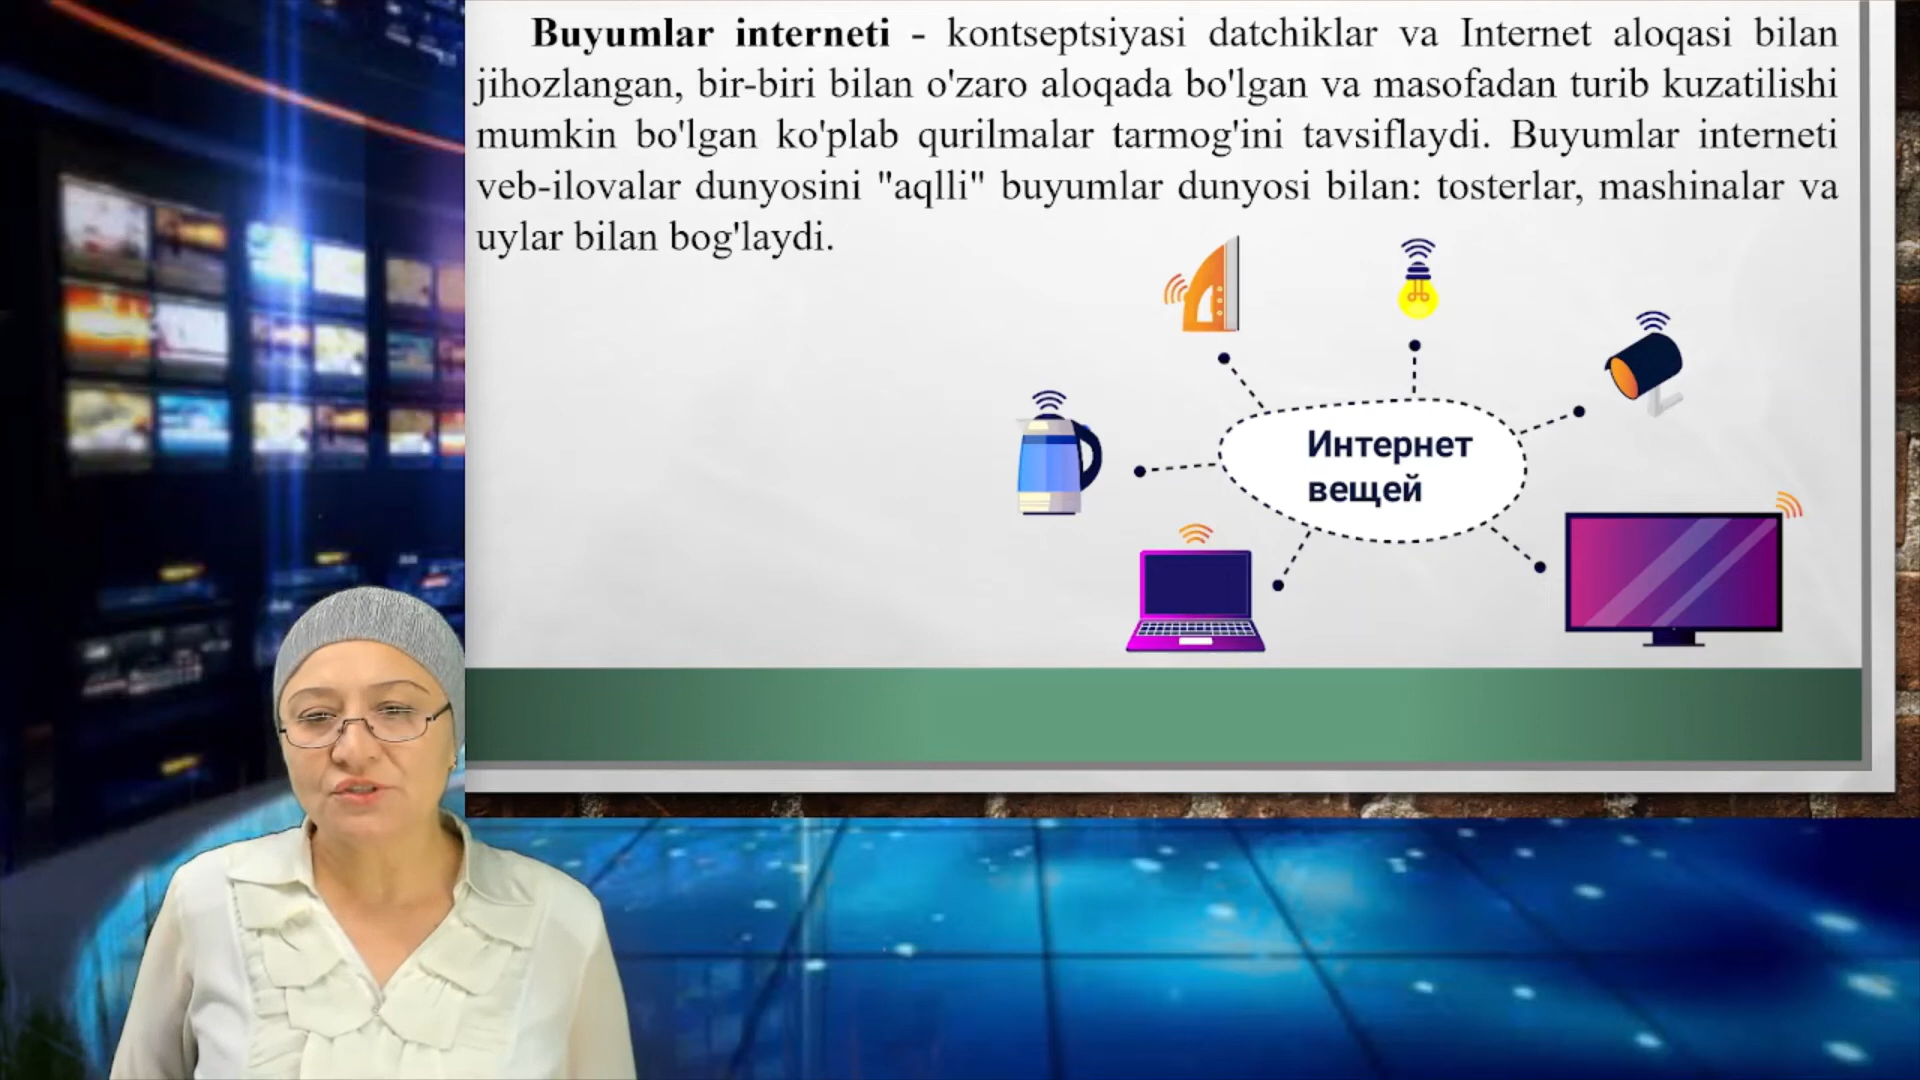 Buyumlar interneti - kontseptsiyasi datchiklar va Internet aloqasi bilan
jihozlangan, bir-biri bilan o'zaro aloqada bo'lgan va masofadan turib kuzatilishi
mumkin bo'lgan ko'plab qurilmalar tarmog'ini tavsiflaydi. Buyumlar interneti
veb-ilovalar dunyosini "aqlli" buyumlar dunyosi bilan: tosterlar, mashinalar va
uylar bilan bog'laydi.
Интернет
вещей